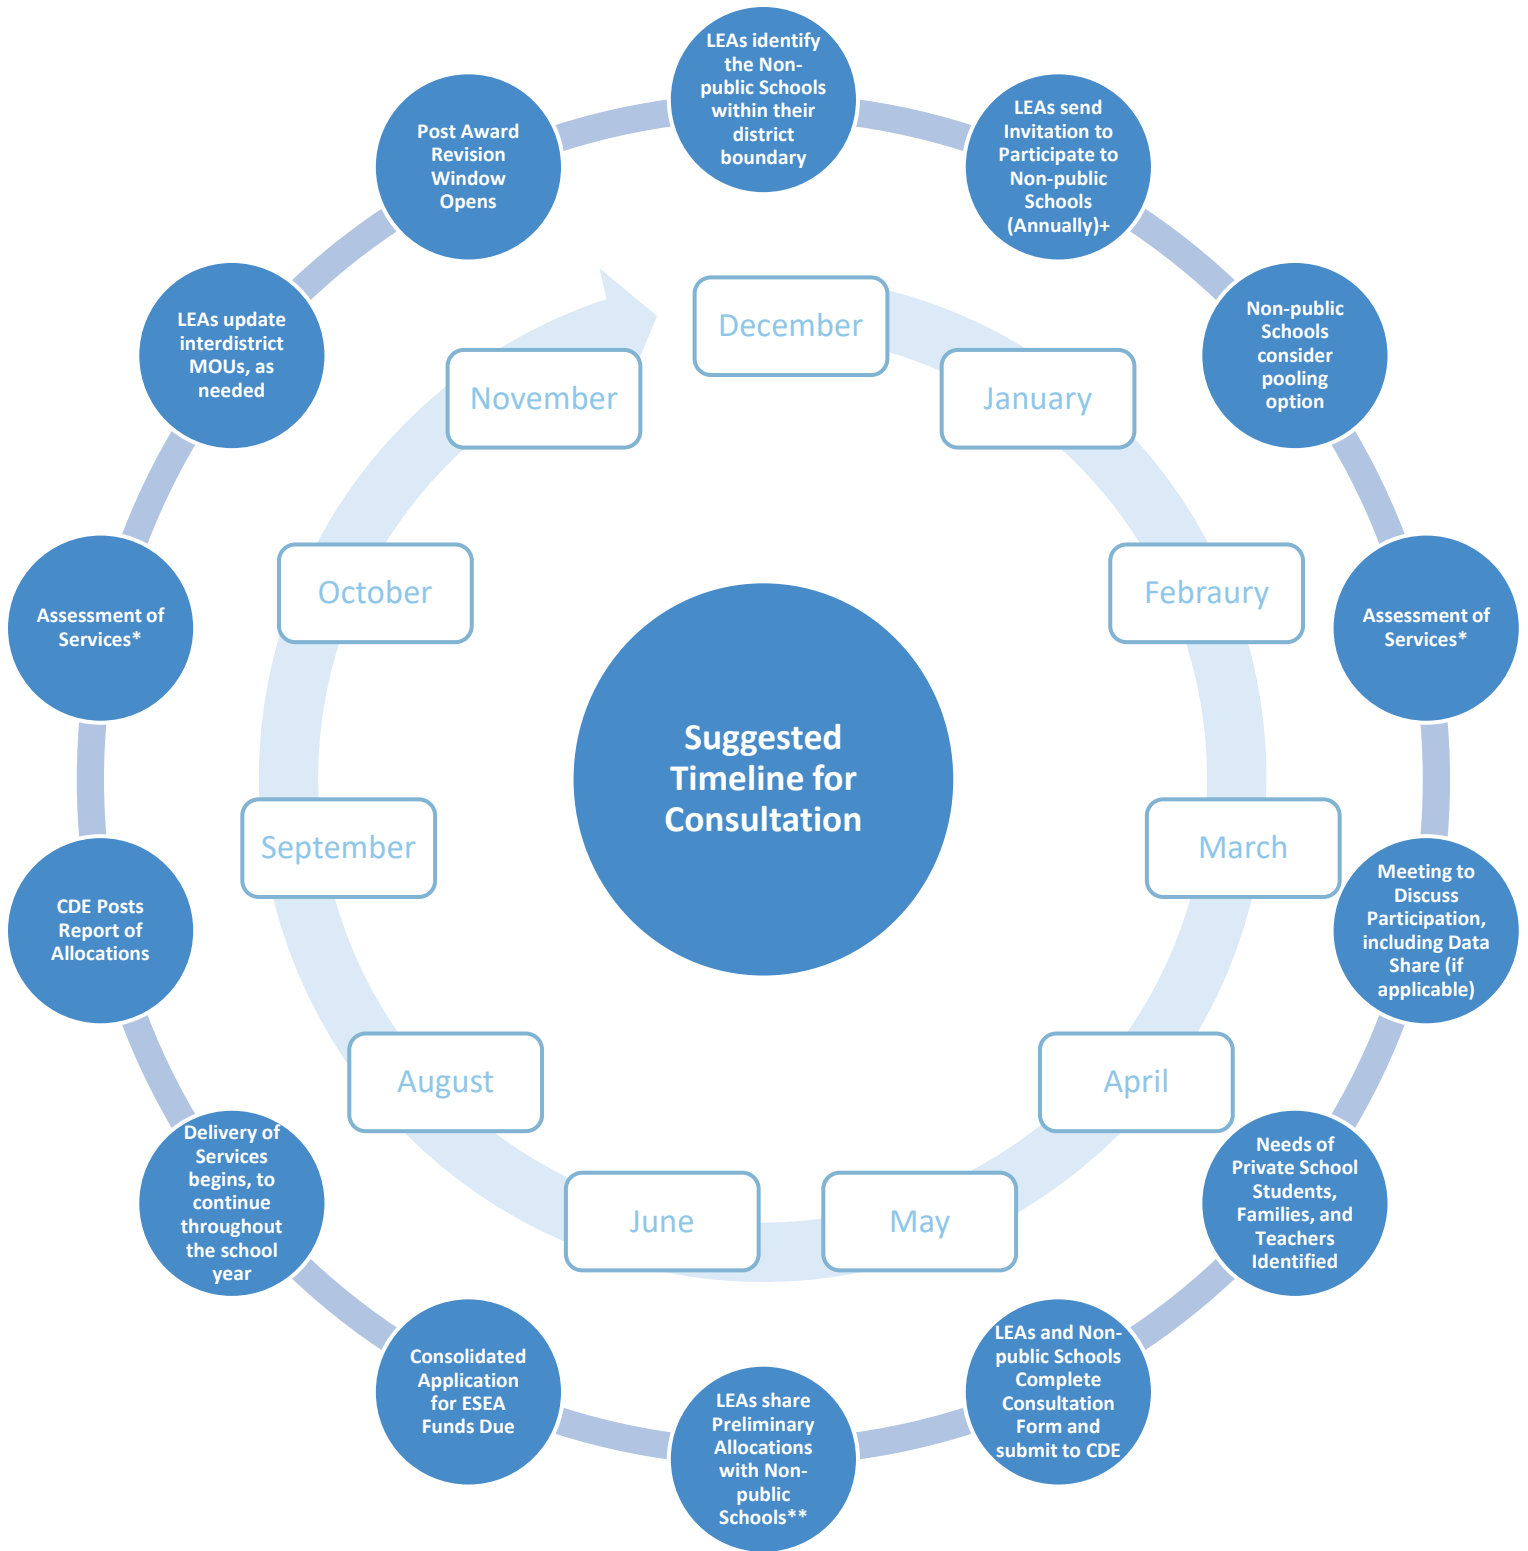 LEAs identify
the Non-
public Schools
within their
district
boundary
LEAs send
Invitation to
Participate to
Non-public
Schools
(Annually)+
Non-public
Schools
consider
pooling
option
Assessment of
Services*
Meeting to
Discuss
Participation,
including Data
Share (if
applicable)
Needs of
Private School
Students,
Families, and
Teachers
Identified
LEAs and Non-
public Schools
Complete
Consultation
Form and
submit to CDE
LEAs share
Preliminary
Allocations
with Non-
public
Schools**
Consolidated
Application
for ESEA
Funds Due
Delivery of
Services
begins, to
continue
throughout
the school
year
CDE Posts
Report of
Allocations
Assessment of
Services*
LEAs update
interdistrict
MOUs, as
needed
Post Award
Revision
Window
Opens
December
January
Febraury
March
April
May
June
August
September
October
November
Suggested
Timeline for
Consultation